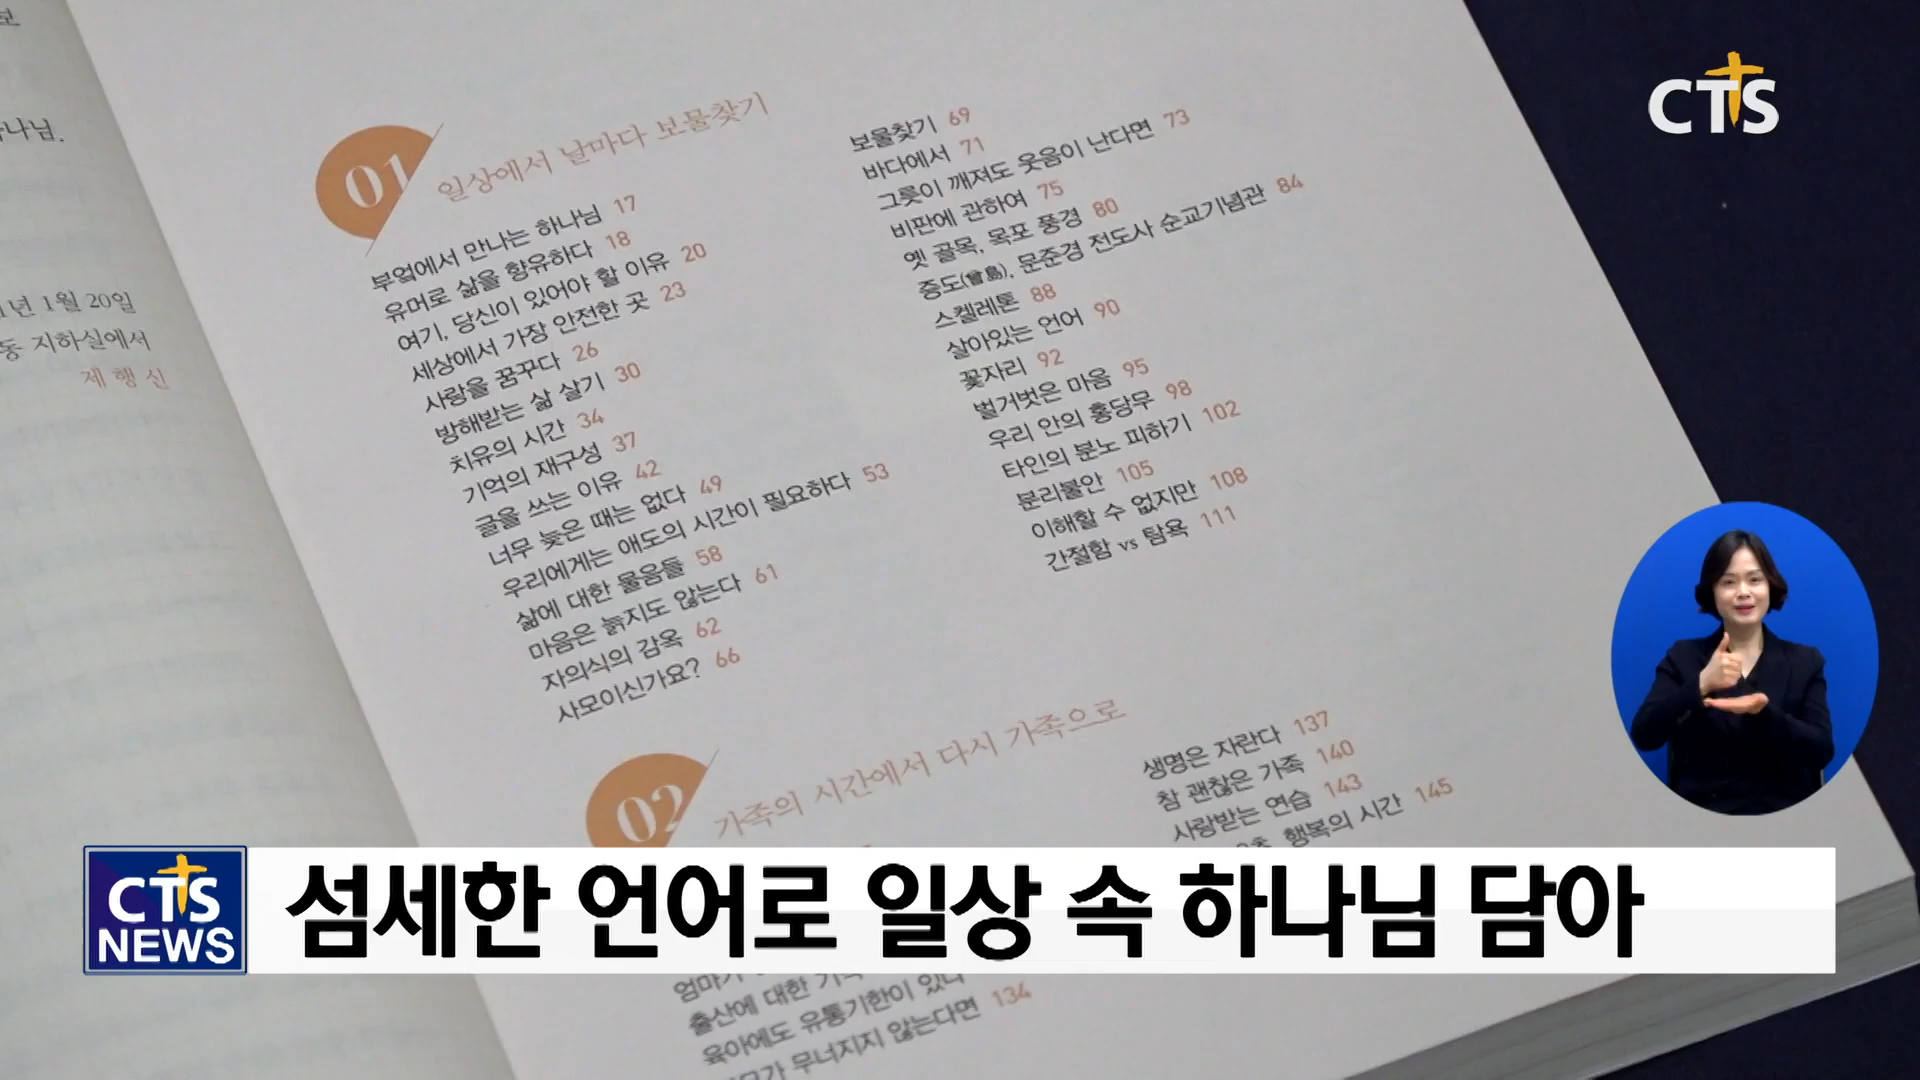 CTS
나님.
년 1월 20일
동 지하실에서
제 행 신
01 일상에서 날마다 보물찾기
부엌에서 만나는 하나님 17
유머로 삶을 향유하다 18
여기, 당신이 있어야 할 이유 20
세상에서 가장 안전한 곳 23
사랑을 꿈꾸다 26
방해받는 삶 살기 30
치유의 시간 34
기억의 재구성 37
글을 쓰는 이유 42
너무 늦은 때는 없다 49
우리에게는 애도의 시간이 필요하다 53
삶에 대한 물음들 58
마음은 늙지도 않는다 61
자의식의 감옥 62
사모이신가요? 66
보물찾기 69
바다에서 71
그릇이 깨져도 웃음이 난다면 73
비판에 관하여 75
옛 골목, 목포 풍경 80
증도(曾島), 문준경 전도사 순교기념관 84
스켈레톤 88
살아있는 언어 90
꽃자리 92
벌거벗은 마음 95
우리 안의 홍당무 98
타인의 분노 피하기 102
분리불안 105
이해할 수 없지만 108
간절함 vs 탐욕 111
02 가족의 시간에서 다시 가족으로
엄마가
출산에 대한
육아에도 유통기한이 있나
무너지지 않는다면 134
생명은 자란다 137
참 괜찮은 가족 140
사랑받는 연습 143
행복의 시간 145
CTS
NEWS
섬세한 언어로 일상 속 하나님 담아